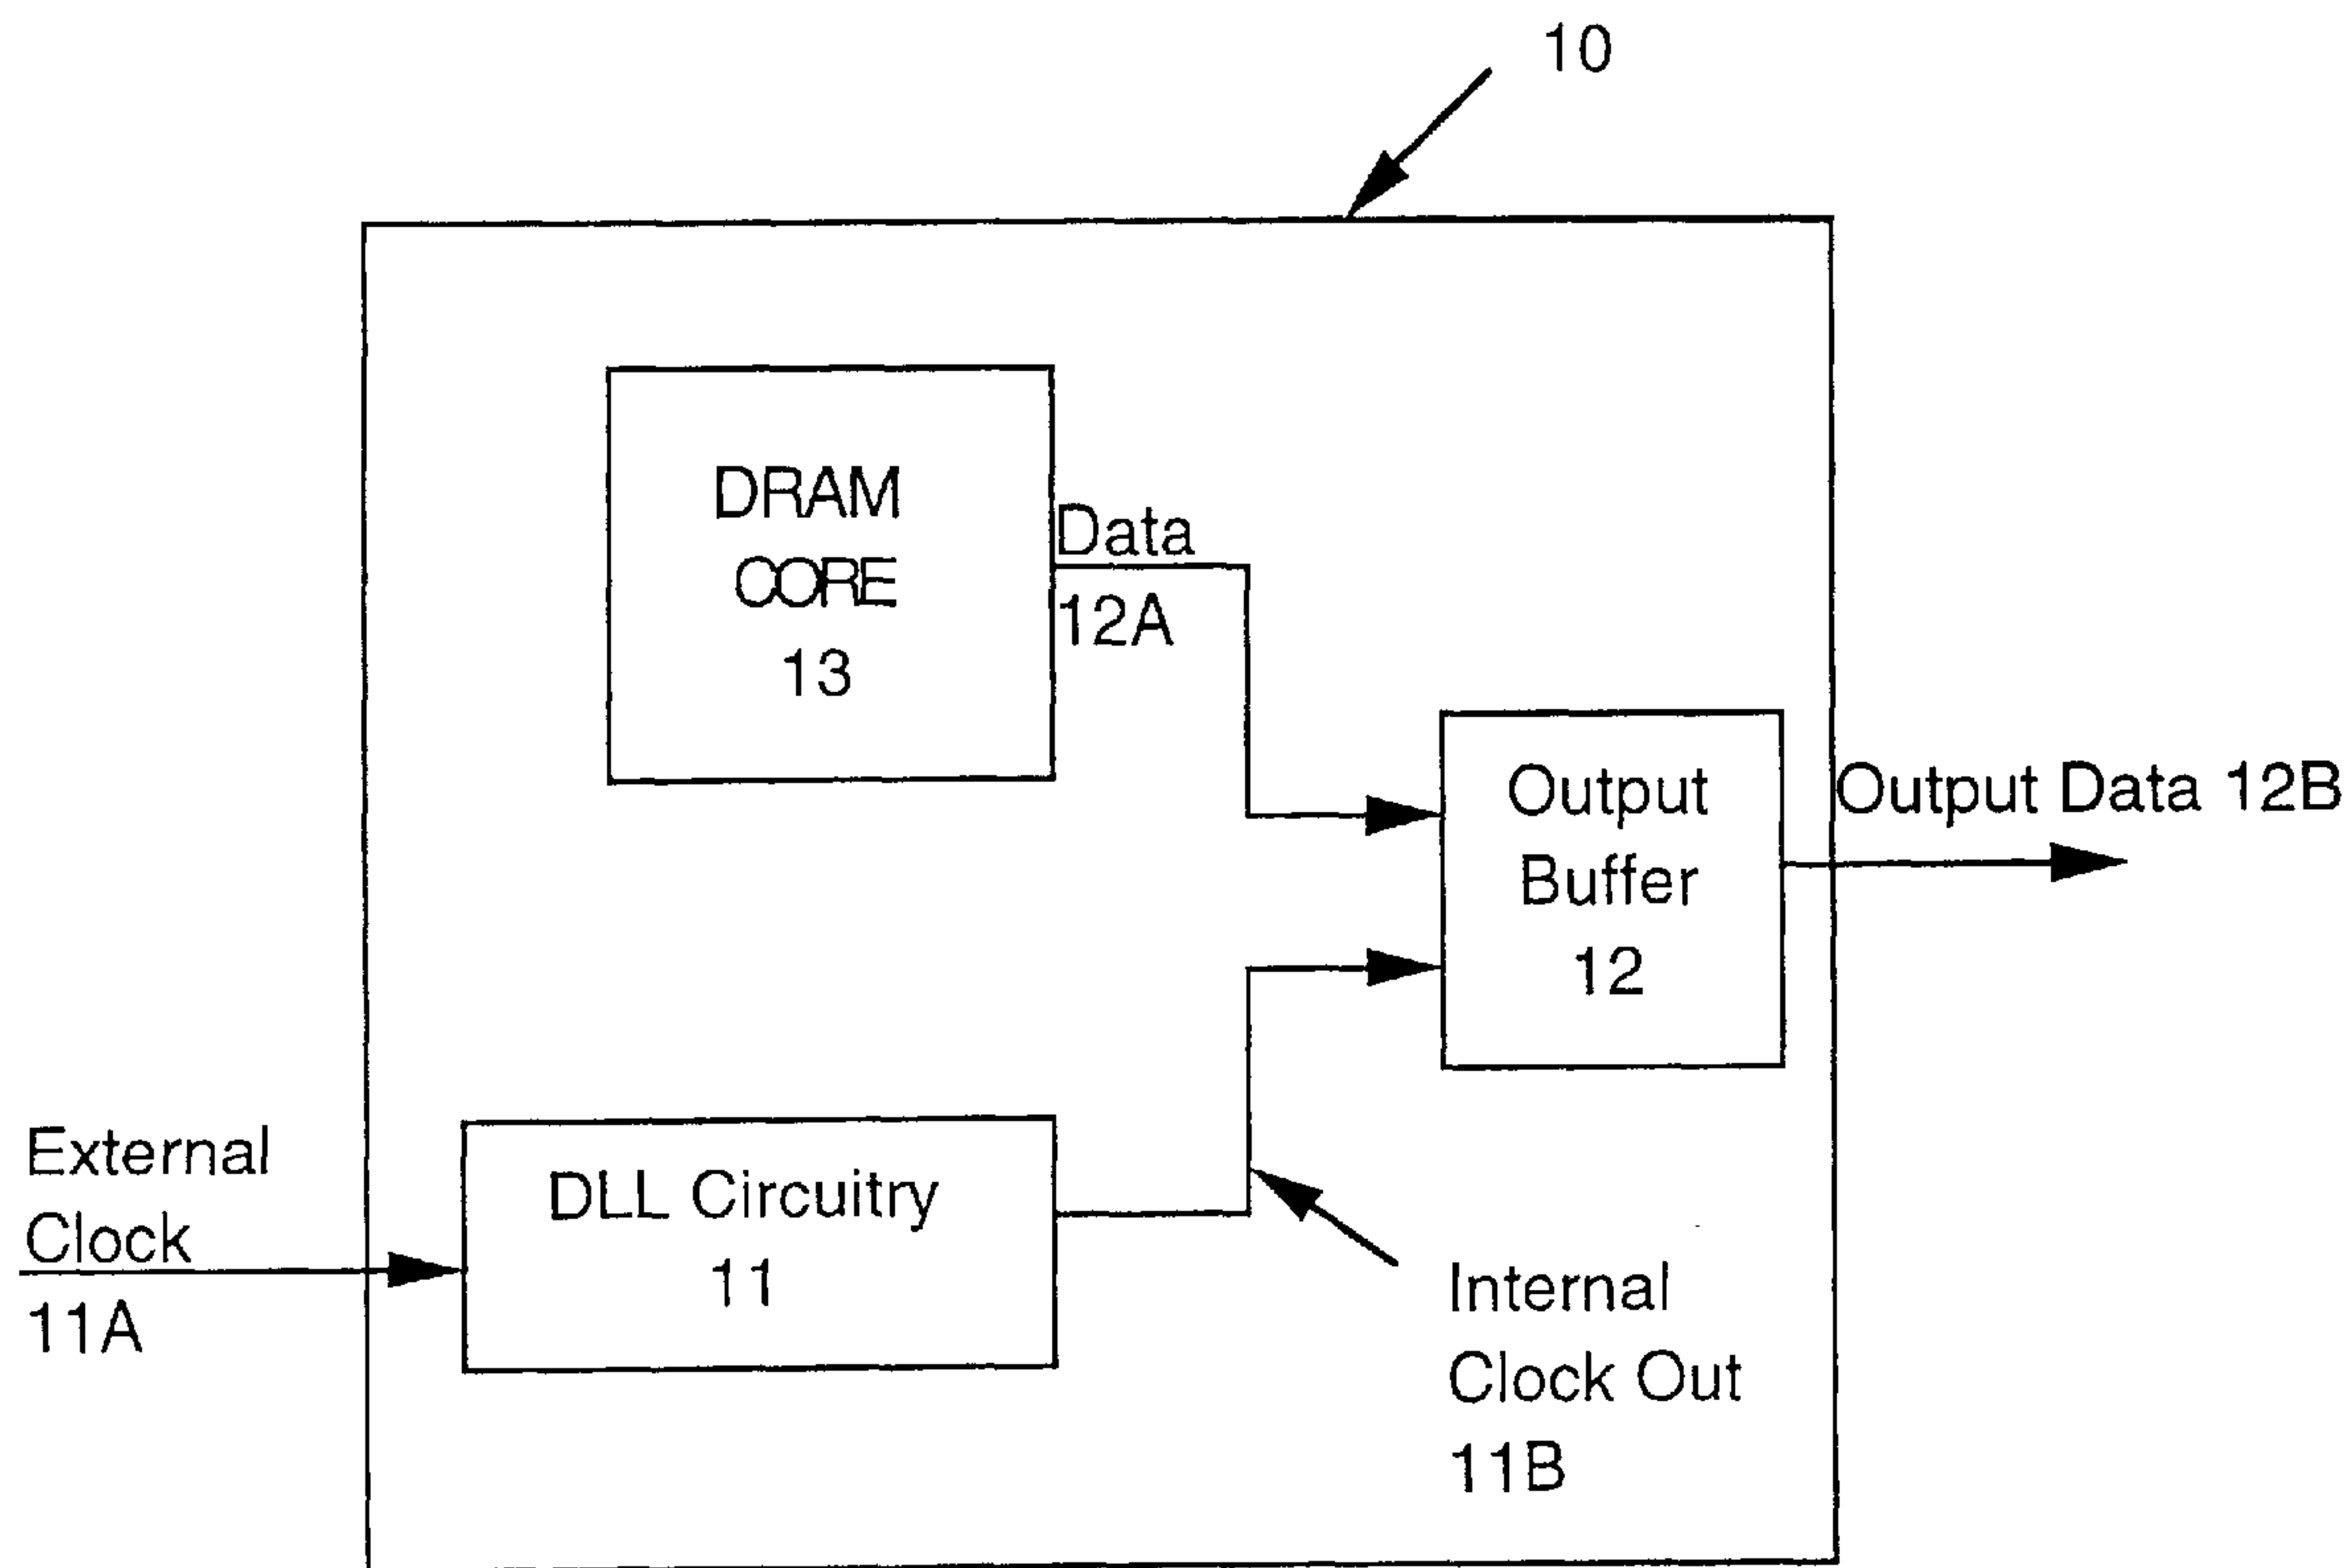 10
DRAM
CORE
13
Data
12A
Output
Buffer
12
Output Data 12B
External
Clock
11A
DLL Circuitry
11
Internal
Clock Out
11B